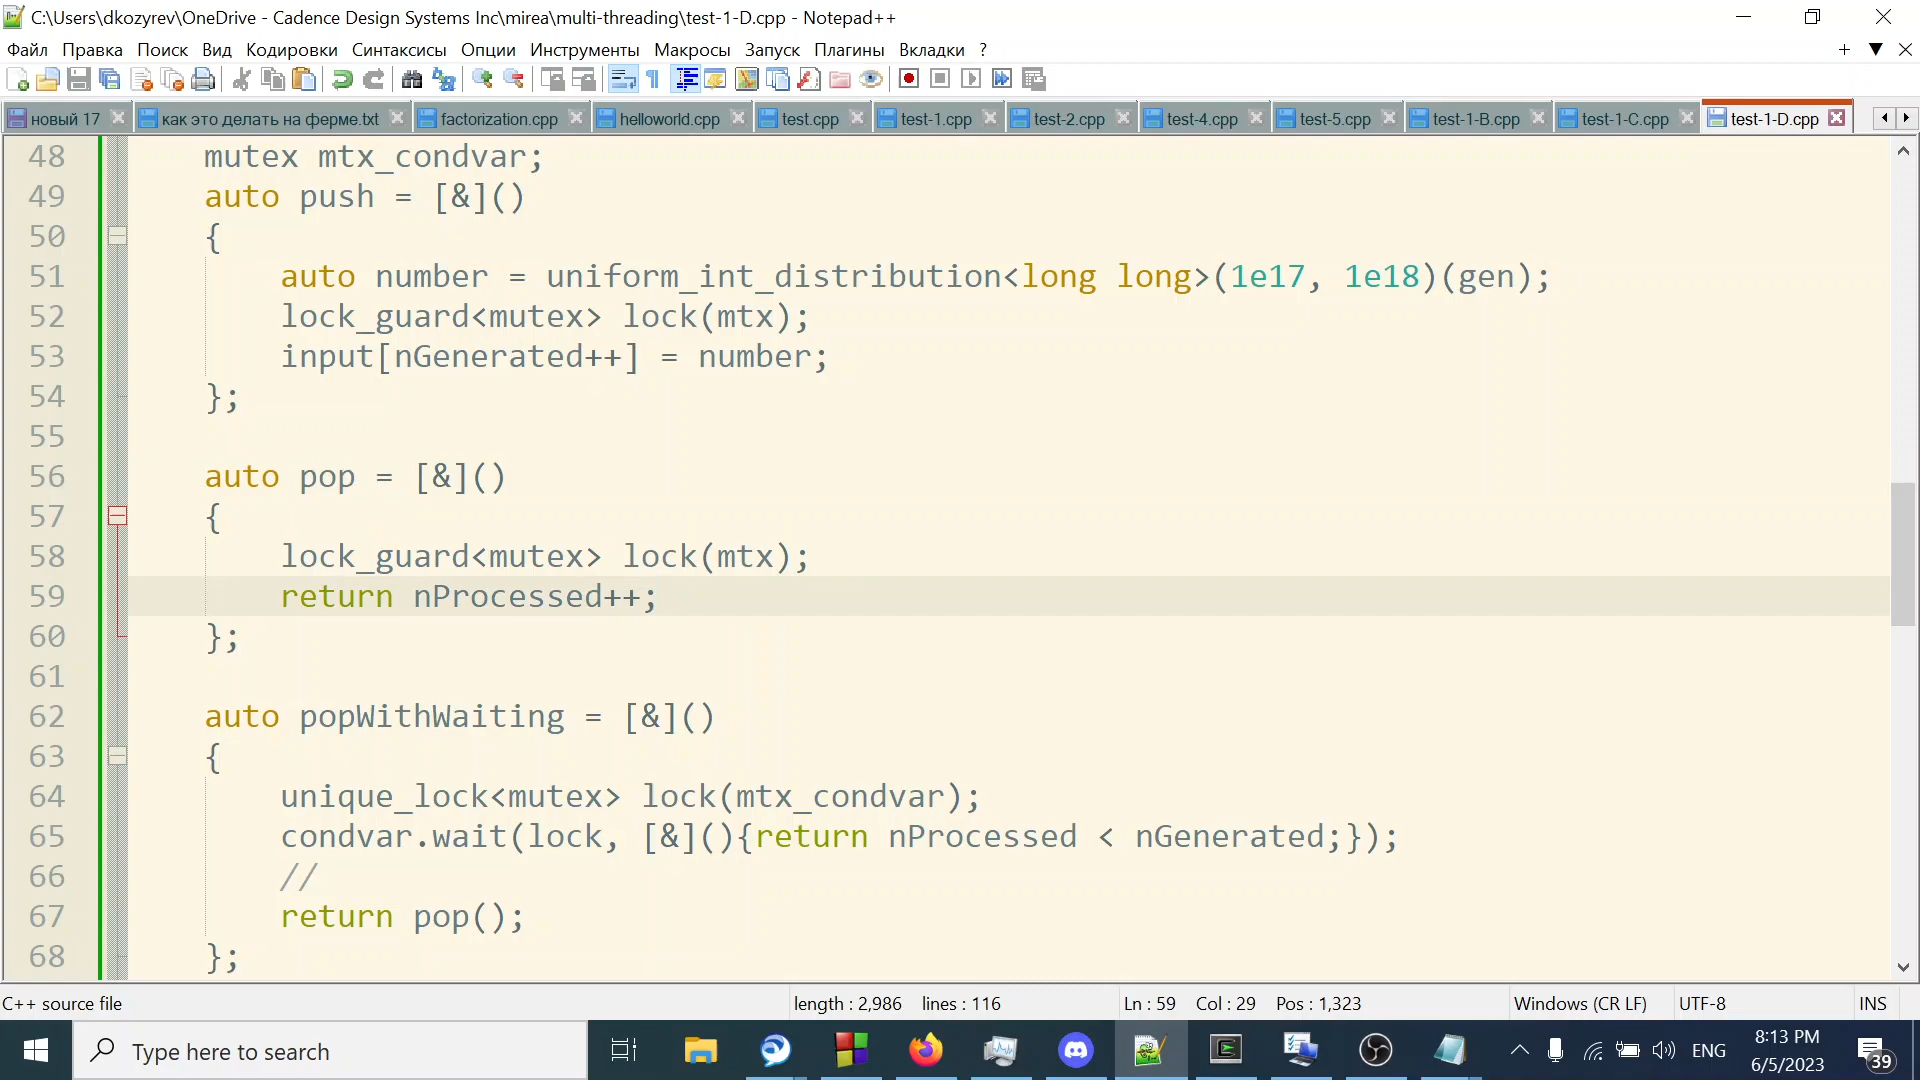 C:\Users\dkozyrev\OneDrive - Cadence Design Systems Inc\mirea\multi-threading\test-1-D.cpp - Notepad++
Файл Правка Поиск Вид Кодировки Синтаксисы Опции Инструменты Макросы Запуск Плагины Вкладки ?
новый 17 как это делать на ферме.txt factorization.cpp helloworld.cpp test.cpp test-1.cpp test-2.cpp test-4.cpp test-5.cpp test-1-B.cpp test-1-C.cpp test-1-D.cpp
48 mutex mtx_condvar;
49 auto push = [&]()
50 {
51 auto number = uniform_int_distribution<long long>(1e17, 1e18)(gen);
52 lock_guard<mutex> lock(mtx);
53 input[nGenerated++] = number;
54 };
55
56 auto pop = [&]()
57 {
58 lock_guard<mutex> lock(mtx);
59 return nProcessed++;
60 };
61
62 auto popWithWaiting = [&]()
63 {
64 unique_lock<mutex> lock(mtx_condvar);
65 condvar.wait(lock, [&](){return nProcessed < nGenerated;});
66 //
67 return pop();
68 };
C++ source file length : 2,986 lines : 116 Ln : 59 Col : 29 Pos : 1,323 Windows (CR LF) UTF-8 INS
Type here to search ENG 8:13 PM
6/5/2023 39